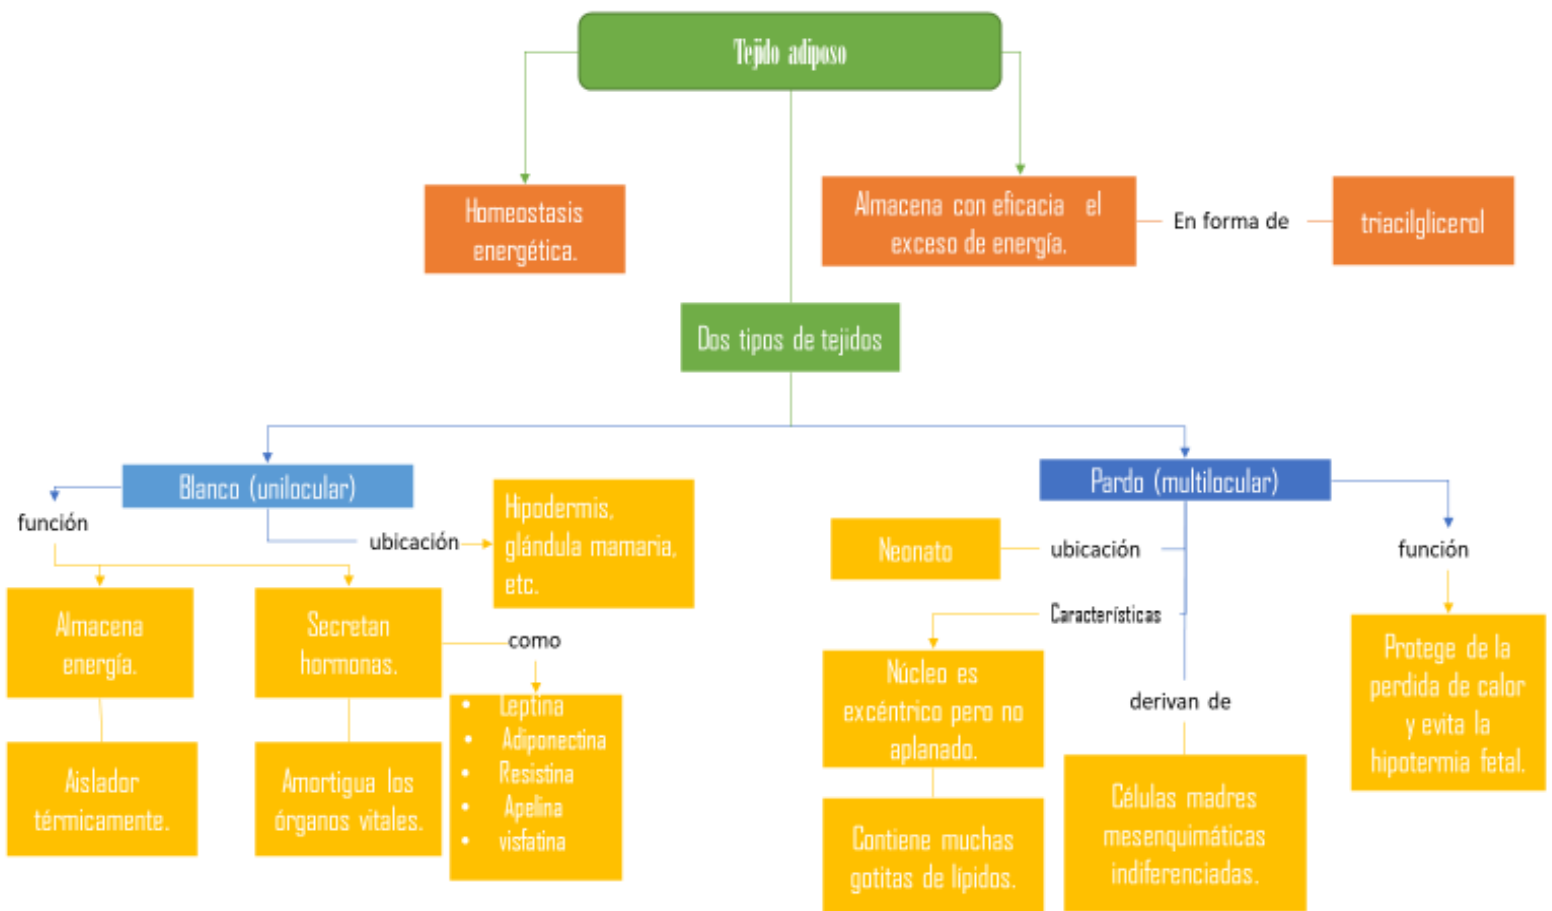 Tejido adiposo
Homeostasis
energética.
Almacena con eficacia el
exceso de energía.
En forma de
triacilglicerol
Dos tipos de tejidos
Blanco (unilocular)
función
ubicación
Hipodermis,
glándula mamaria,
etc.
Almacena
energía.
Secretan
hormonas.
como
• Leptina
• Adiponectina
• Resistina
• Apelina
• visfatina
Aislador
térmicamente.
Amortigua los
órganos vitales.
Pardo (multilocular)
Neonato
ubicación
función
Características
Núcleo es
excéntrico pero no
aplanado.
Contiene muchas
gotitas de lípidos.
derivan de
Células madres
mesenquimáticas
indiferenciadas.
Protege de la
perdida de calor
y evita la
hipotermia fetal.